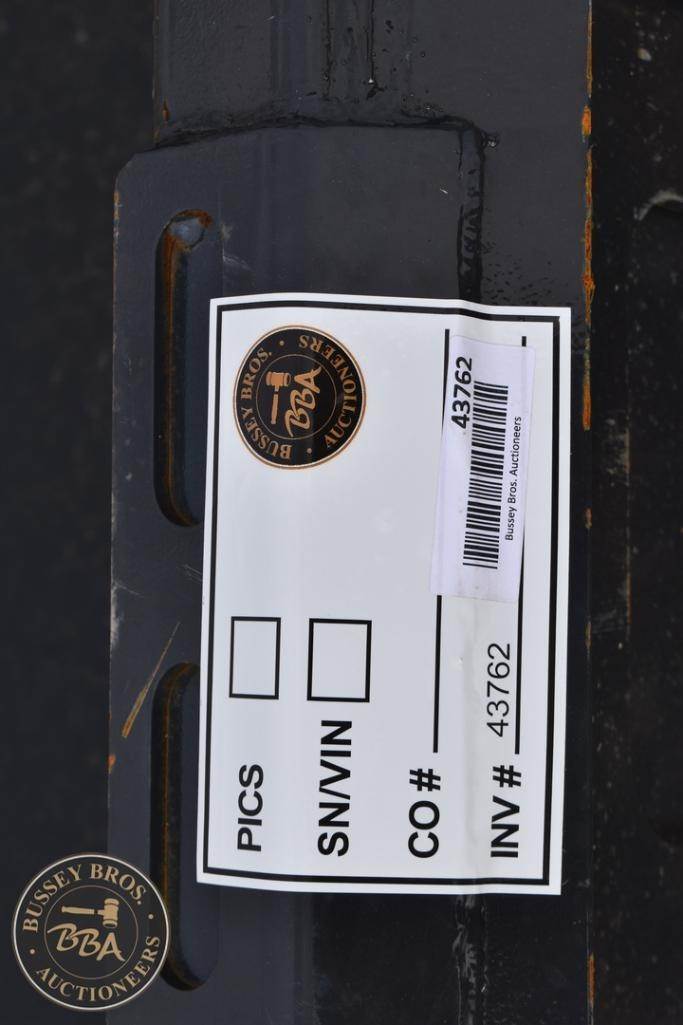 BUSSEY BROS. • AUCTIONEERS •
BBA
PICS
SN/VIN
CO #
INV # 43762
43762
Bussey Bros. Auctioneers
BUSSEY BROS. • AUCTIONEERS •
BBA